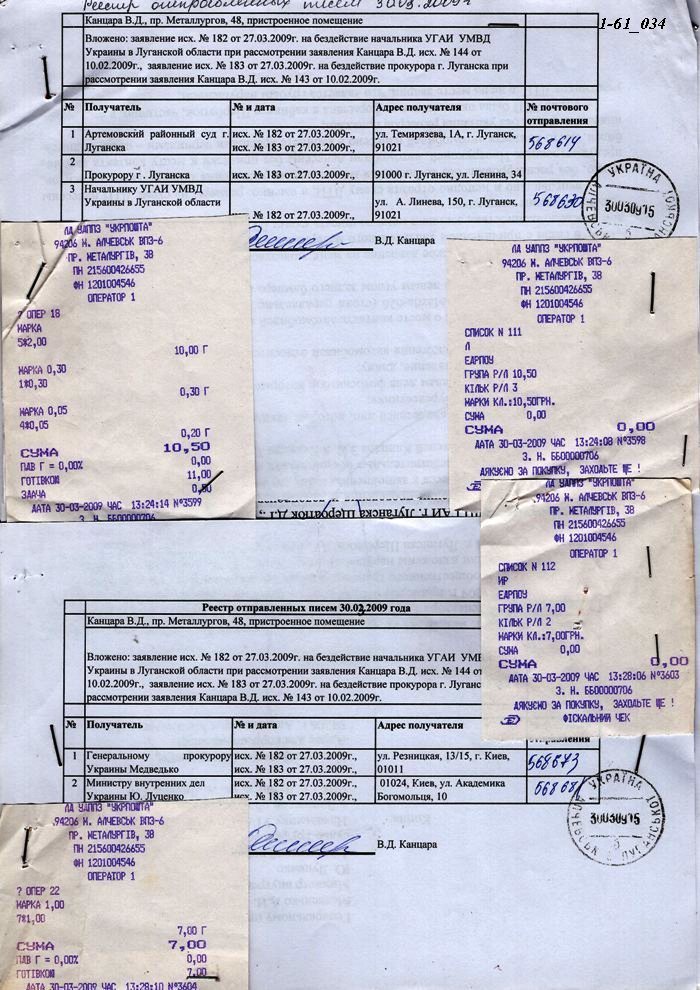 Реестр отправленных писем 30.03.2009г
1-61_034
Канцара В.Д., пр. Металлургов, 48, пристроенное помещение
Вложено: заявление исх. № 182 от 27.03.2009г. на бездействие начальника УГАИ УМВД
Украины в Луганской области при рассмотрении заявления Канцара В.Д. исх. № 144 от
10.02.2009г., заявление исх. № 183 от 27.03.2009г. на бездействие прокурора г. Луганска при
рассмотрении заявления Канцара В.Д. исх. № 143 от 10.02.2009г.
№ Получатель № и дата Адрес получателя № почтового
отправления
1 Артемовский районный суд г. исх. № 182 от 27.03.2009г., ул. Темирязева, 1А, г. Луганск, 568614
Луганска исх. № 183 от 27.03.2009г. 91021
2
Прокурору г . Луганска исх. № 183 от 27.03.2009г. 91000 г. Луганск, ул. Ленина, 34
3 Начальнику УГАИ УМВД
Украины в Луганской области ул. А. Линева, 150, г. Луганск, 568630
исх. № 182 от 27.03.2009г. 91021
УКРАЇНА
30030915
В.Д. Канцара
ЛА УДППЗ "УКРПОШТА"
94206 М. АЛЧЕВСЬК ВПЗ-6
ПР. МЕТАЛУРГІВ, 38
ПН 215600426655
ФН 1201004546
ОПЕРАТОР 1
? ОПЕР 18
МАРКА
5*2,00
10,00 Г
МАРКА 0,30
1*0,30
0,30 Г
МАРКА 0,05
4*0,05
0,20 Г
СУМА 10,50
ПДВ Г = 0,00% 0,00
ГОТІВКОЮ 11,00
ЗДАЧА 0,50
ДАТА 30-03-2009 ЧАС 13:24:14 №3599
З. Н. ББ00000706
ЛА УДППЗ "УКРПОШТА"
94206 М. АЛЧЕВСЬК ВПЗ-6
ПР. МЕТАЛУРГІВ, 38
ПН 215600426655
ФН 1201004546
ОПЕРАТОР 1
СПИСОК N 111
Л
ЕДРПОУ
ГРУПА Р/Л 10,50
КІЛЬК Р/Л 3
МАРКИ КЛ.:10,50ГРН.
СУМА 0,00
СУМА 0,00
ДАТА 30-03-2009 ЧАС 13:24:08 №3598
З. Н. ББ00000706
ДЯКУЄМО ЗА ПОКУПКУ, ЗАХОДЬТЕ ЩЕ !
ЛА УДППЗ "УКРПОШТА"
94206 М. АЛЧЕВСЬК ВПЗ-6
ПР. МЕТАЛУРГІВ, 38
ПН 215600426655
ФН 1201004546
ОПЕРАТОР 1
СПИСОК N 112
МР
ЕДРПОУ
ГРУПА Р/Л 7,00
КІЛЬК Р/Л 2
МАРКИ КЛ.:7,00ГРН.
СУМА 0,00
СУМА 0,00
ДАТА 30-03-2009 ЧАС 13:28:06 №3603
З. Н. ББ00000706
ДЯКУЄМО ЗА ПОКУПКУ, ЗАХОДЬТЕ ЩЕ !
ФІСКАЛЬНИЙ ЧЕК
Реестр отправленных писем 30.03.2009 года
Канцара В.Д., пр. Металлургов, 48, пристроенное помещение
Вложено: заявление исх. № 182 от 27.03.2009г. на бездействие начальника УГАИ УМВД
Украины в Луганской области при рассмотрении заявления Канцара В.Д. исх. № 144 от
10.02.2009г., заявление исх. № 183 от 27.03.2009г. на бездействие прокурора г. Луганс
рассмотрении заявления Канцара В.Д. исх. № 143 от 10.02.2009г.
№ Получатель № и дата Адрес получателя
отправления
1 Генеральному прокурору исх. № 182 от 27.03.2009г., ул. Резницкая, 13/15, г. Киев, 568673
Украины Медведько исх. № 183 от 27.03.2009г. 01011
2 Министру внутренних дел исх. № 182 от 27.03.2009г., 01024, Киев, ул. Академика 568681
Украины Ю. Луценко исх. № 183 от 27.03.2009г. Богомольца, 10
УКРАЇНА
30030915
В.Д. Канцара
ЛА УДППЗ "УКРПОШТА"
94206 М. АЛЧЕВСЬК ВПЗ-6
ПР. МЕТАЛУРГІВ, 38
ПН 215600426655
ФН 1201004546
ОПЕРАТОР 1
? ОПЕР 22
МАРКА 1,00
7*1,00
7,00 Г
СУМА 7,00
ПДВ Г = 0,00% 0,00
ГОТІВКОЮ 7,00
ДАТА 30-03-2009 ЧАС 13:28:10 №3604